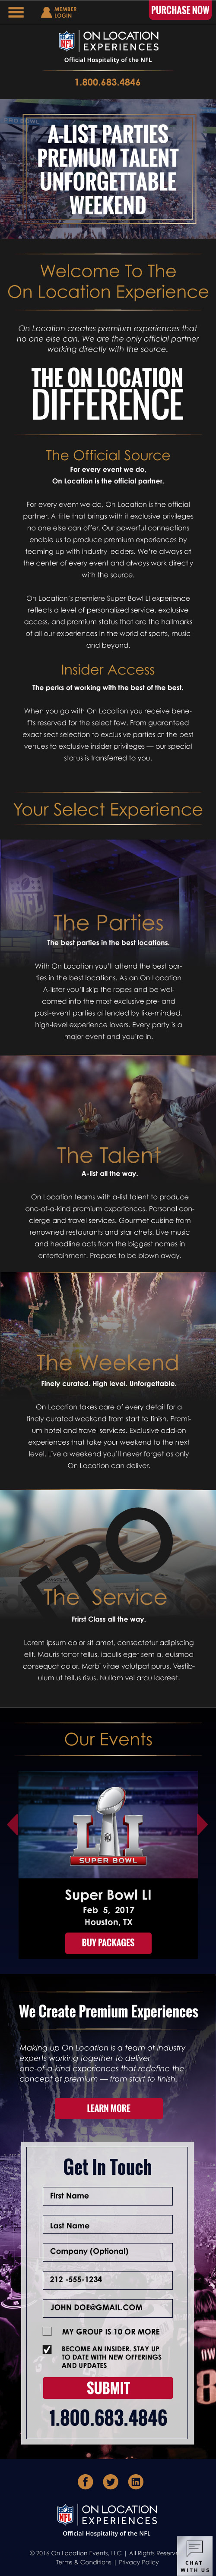 MEMBER
LOGIN
PURCHASE NOW
NFL
ON LOCATION
EXPERIENCES
Official Hospitality of the NFL
1.800.683.4846
A-LIST PARTIES
PREMIUM TALENT
UNFORGETTABLE
WEEKEND
Welcome To The
On Location Experience
On Location creates premium experiences that
no one else can. We are the only official partner
working directly with the source.
THE ON LOCATION
DIFFERENCE
The Official Source
For every event we do,
On Location is the official partner.
For every event we do, On Location is the official
partner. A title that brings with it exclusive privileges
no one else can offer. Our powerful connections
enable us to produce premium experiences by
teaming up with industry leaders. We're always at
the center of every event and always work directly
with the source.
On Location's premiere Super Bowl LI experience
reflects a level of personalized service, exclusive
access, and premium status that are the hallmarks
of all our experiences in the world of sports, music
and beyond.
Insider Access
The perks of working with the best of the best.
When you go with On Location you receive bene-
fits reserved for the select few. From guaranteed
exact seat selection to exclusive parties at the best
venues to exclusive insider privileges — our special
status is transferred to you.
Your Select Experience
NFL
The Parties
The best parties in the best locations.
With On Location you'll attend the best par-
ties in the best locations. As an On Location
A-lister you'll skip the ropes and be wel-
comed into the most exclusive pre- and
post-event parties attended by like-minded,
high-level experience lovers. Every party is a
major event and you're in.
The Talent
A-list all the way.
On Location teams with a-list talent to produce
one-of-a-kind premium experiences. Personal con-
cierge and travel services. Gourmet cuisine from
renowned restaurants and star chefs. Live music
and headline acts from the biggest names in
entertainment. Prepare to be blown away.
The Weekend
Finely curated. High level. Unforgettable.
On Location takes care of every detail for a
finely curated weekend from start to finish. Premi-
um hotel and travel services. Exclusive add-on
experiences that take your weekend to the next
level. Live a weekend you'll never forget as only
On Location can deliver.
FPO
The Service
Frirst Class all the way.
Lorem ipsum dolor sit amet, consectetur adipiscing
elit. Mauris tortor tellus, iaculis eget sem a, euismod
consequat dolor. Morbi vitae volutpat purus. Vestib-
ulum ut tellus risus. Nullam vel arcu laoreet.
Our Events
LI
SUPER BOWL
Super Bowl LI
Feb 5, 2017
Houston, TX
BUY PACKAGES
We Create Premium Experiences
Making up On Location is a team of industry
experts working together to deliver
one-of-a-kind experiences that redefine the
concept of premium — from start to finish.
LEARN MORE
Get In Touch
First Name
Last Name
Company (Optional)
212 -555-1234
JOHN DOE@GMAIL.COM
MY GROUP IS 10 OR MORE
BECOME AN INSIDER. STAY UP
TO DATE WITH NEW OFFERINGS
AND UPDATES
SUBMIT
1.800.683.4846
NFL
ON LOCATION
EXPERIENCES
Official Hospitality of the NFL
© 2016 On Location Events, LLC | All Rights Reserve
Terms & Conditions | Privacy Policy
CHAT
WITH US